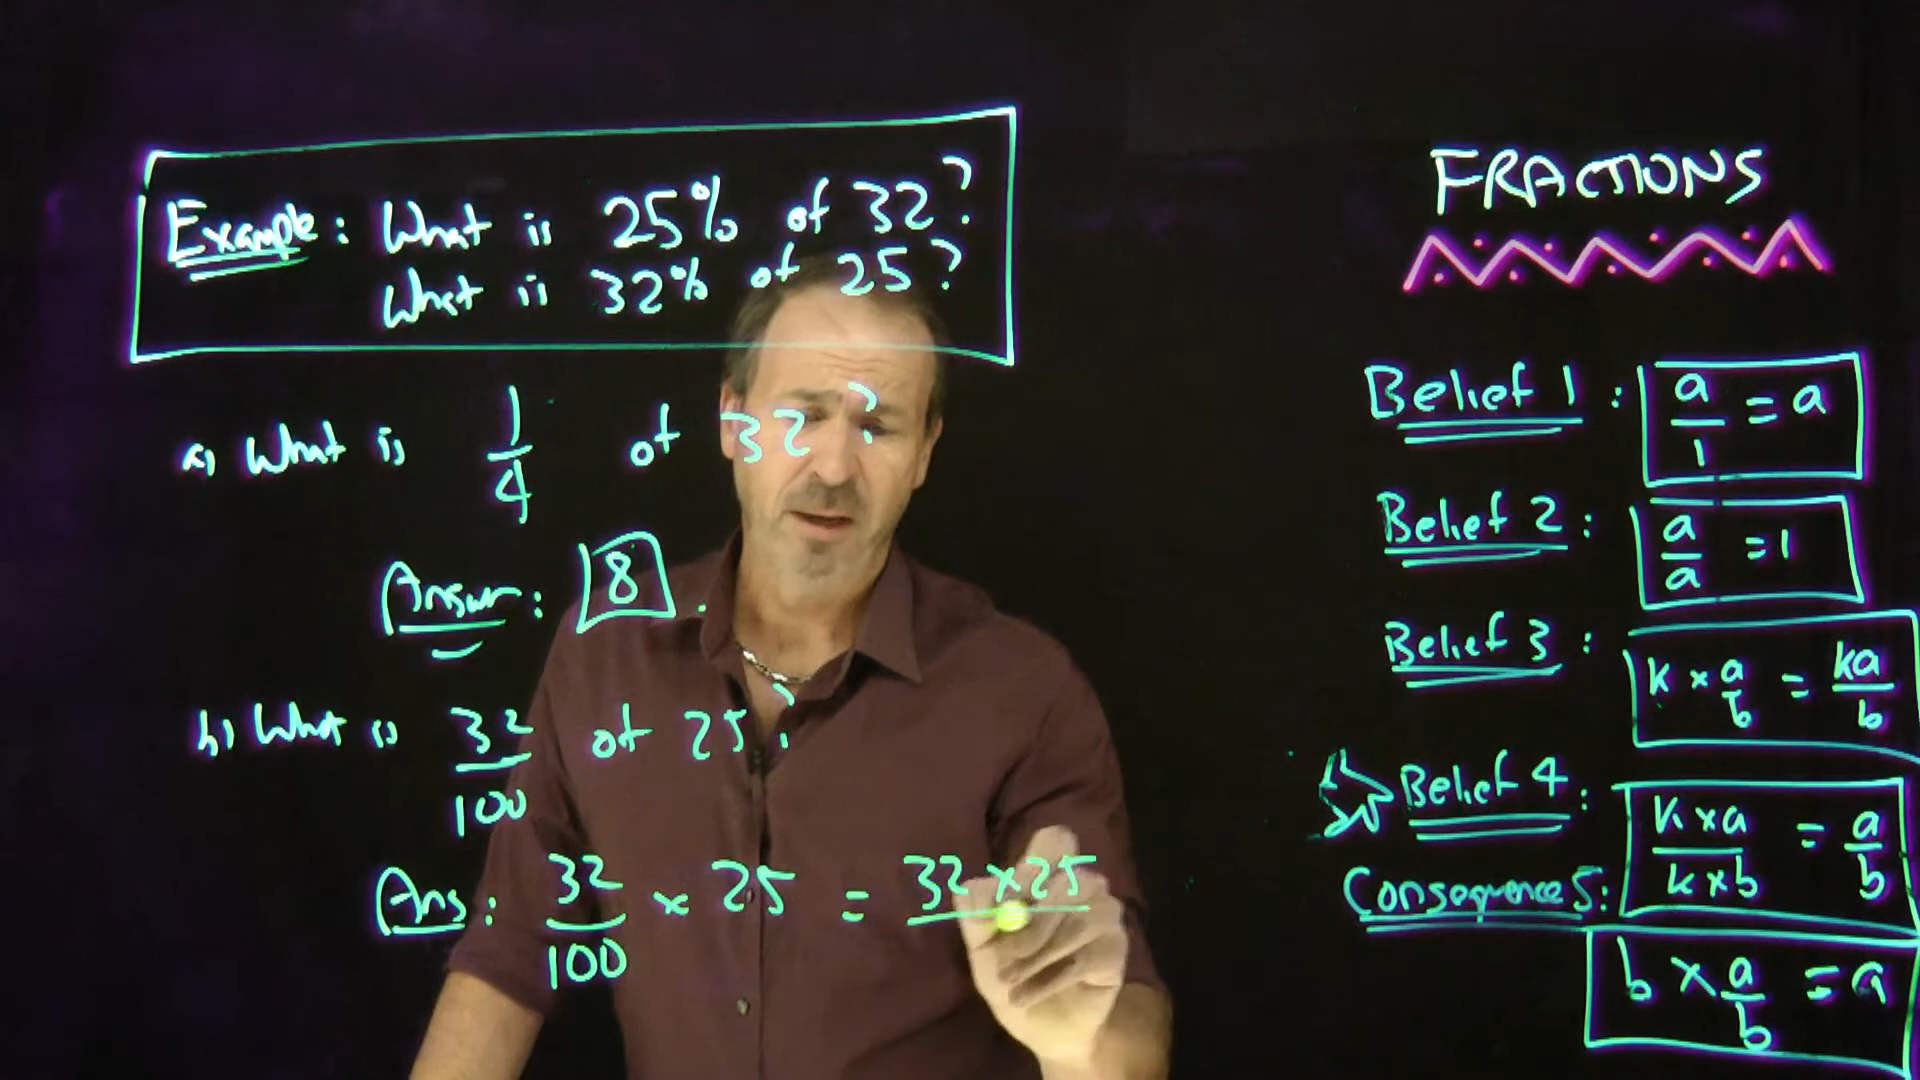 Example: What is 25% of 32?
What is 32% of 25?
a) What is 1/4 of 32?
Answer: 8.
b) What is 32/100 of 25?
Ans: 32/100 × 25 = 32×25
FRACTIONS
Belief 1: a/1 = a
Belief 2: a/a = 1
Belief 3: k × a/b = ka/b
Belief 4: k×a/k×b = a/b
Consequence 5:
b × a/b = a